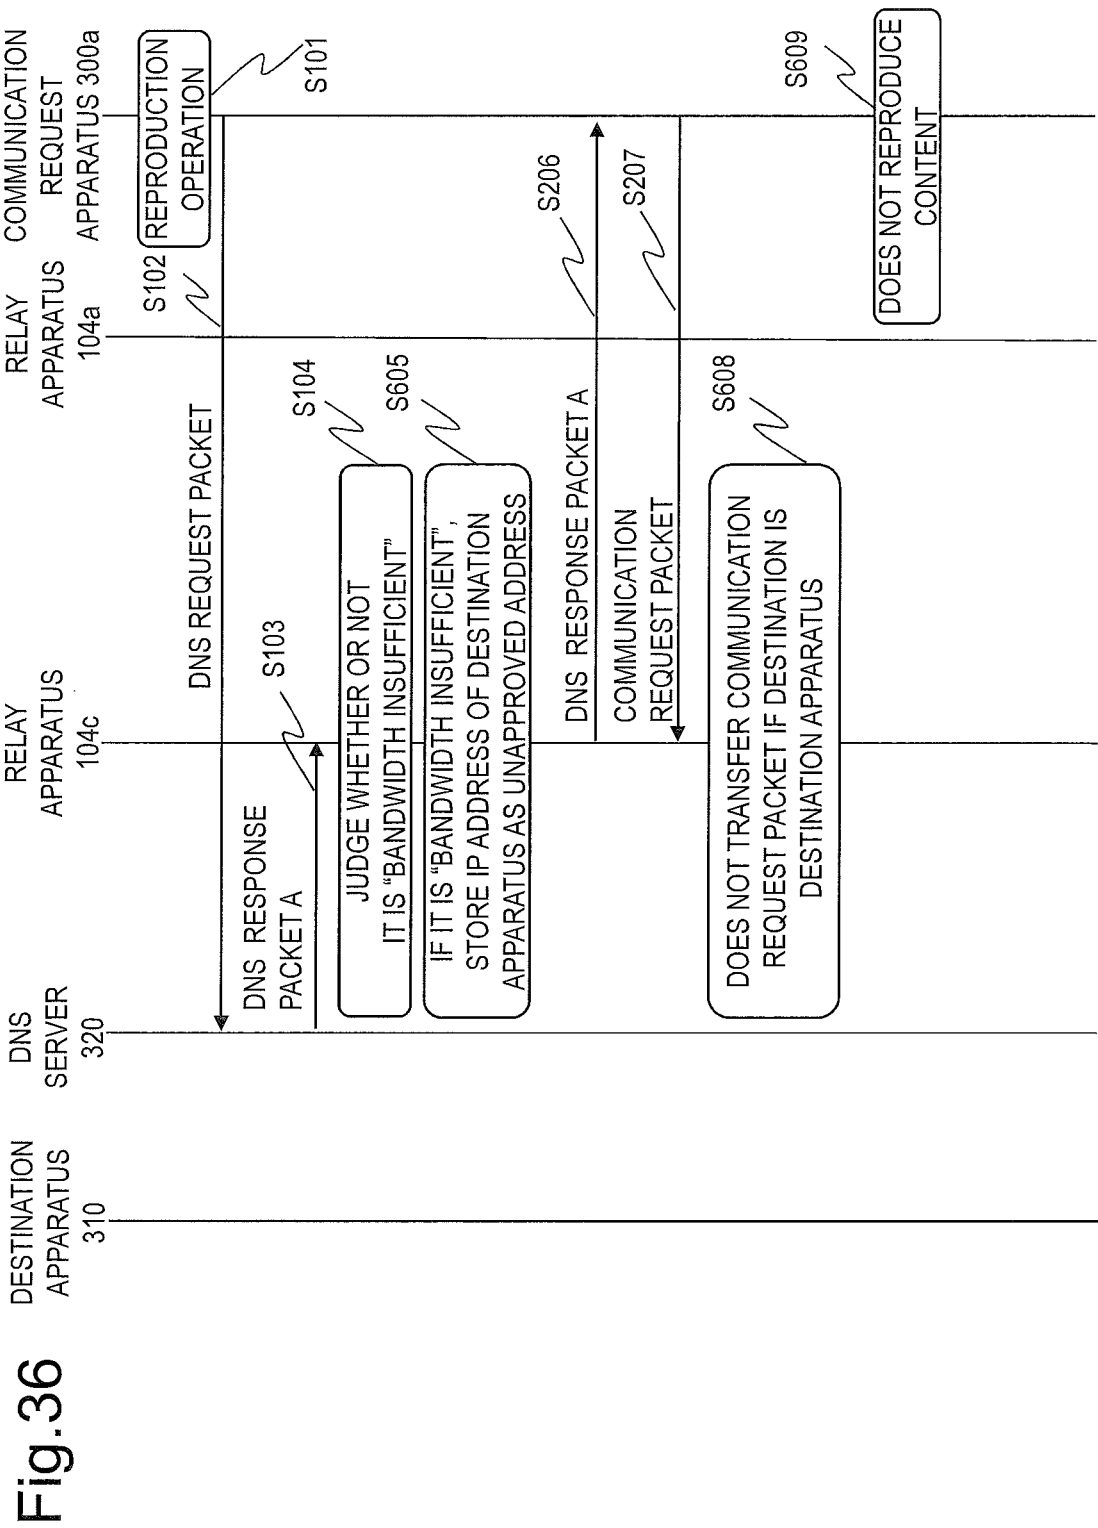 Fig.36
DESTINATION
APPARATUS
310
DNS
SERVER
320
RELAY
APPARATUS
104c
RELAY
APPARATUS
104a
COMMUNICATION
REQUEST
APPARATUS 300a
REPRODUCTION
OPERATION
S101
S102
DNS REQUEST PACKET
DNS RESPONSE
PACKET A
S103
JUDGE WHETHER OR NOT
IT IS “BANDWIDTH INSUFFICIENT”
S104
IF IT IS “BANDWIDTH INSUFFICIENT”,
STORE IP ADDRESS OF DESTINATION
APPARATUS AS UNAPPROVED ADDRESS
S605
DNS RESPONSE PACKET A
S206
COMMUNICATION
REQUEST PACKET
S207
DOES NOT TRANSFER COMMUNICATION
REQUEST PACKET IF DESTINATION IS
DESTINATION APPARATUS
S608
DOES NOT REPRODUCE
CONTENT
S609